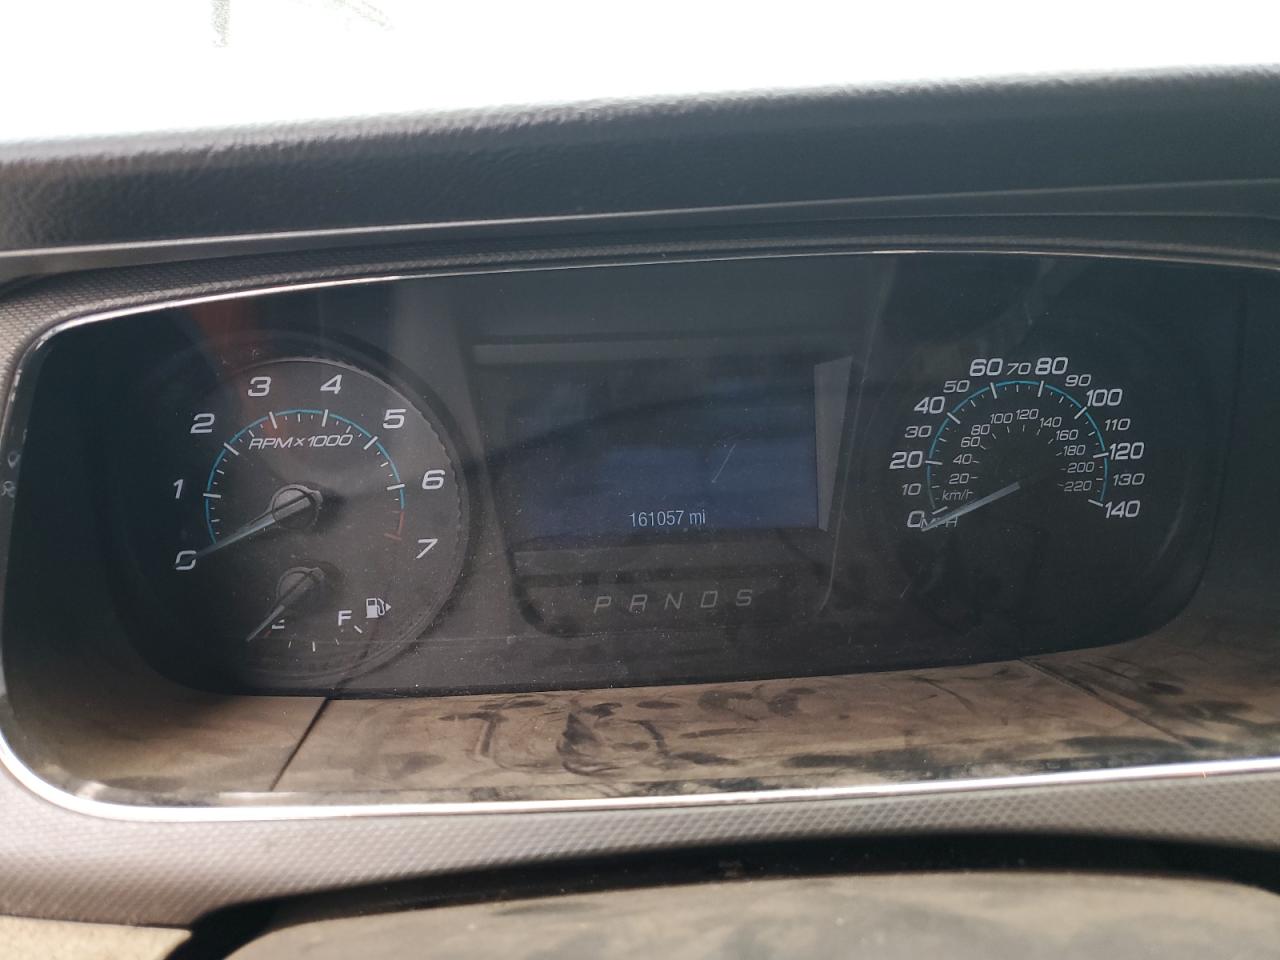 0 1 2 3 4 5 6 7
RPM x 1000
F
161057 mi
P R N D S
0 10 20 30 40 50 60 70 80 90 100 110 120 130 140
MPH
20 40 60 80 100 120 140 160 180 200 220
km/h